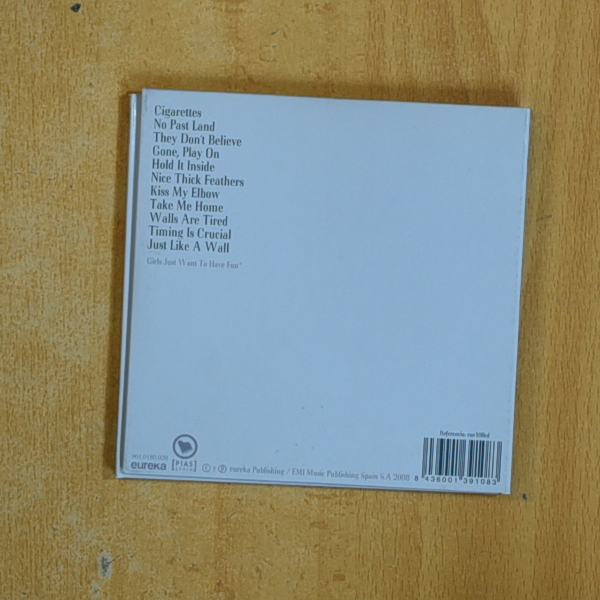 Cigarettes
No Past Land
They Don't Believe
Gone, Play On
Hold It Inside
Nice Thick Feathers
Kiss My Elbow
Take Me Home
Walls Are Tired
Timing Is Crucial
Just Like A Wall
Girls Just Want To Have Fun*
Referencia:
eureka [PIAS] © ℗ eureka Publishing / EMI Music Publishing Spain S.A 2008
8 436001 391083